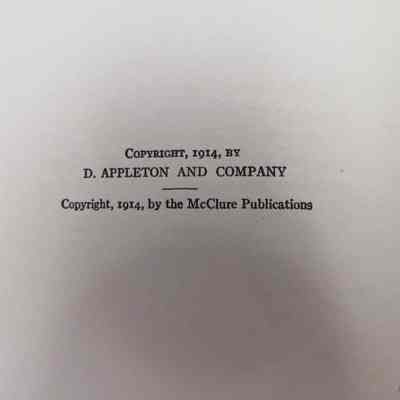 Copyright, 1914, by
D. APPLETON AND COMPANY
Copyright, 1914, by the McClure Publications